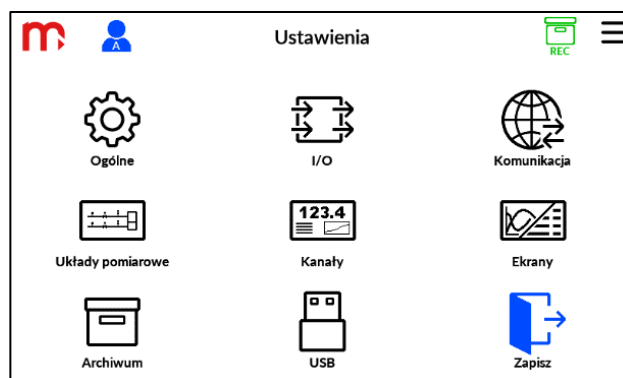 m
A
Ustawienia
REC
Ogólne
I/O
Komunikacja
123.4
Układy pomiarowe
Kanały
Ekrany
Archiwum
USB
Zapisz